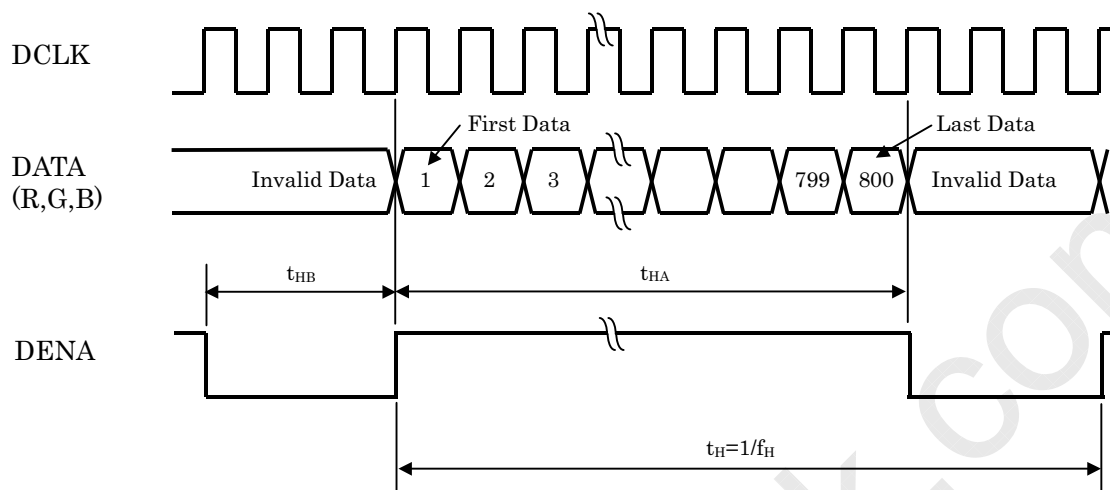 DCLK
First Data
Last Data
DATA
(R,G,B)
Invalid Data
1
2
3
799
800
Invalid Data
tHB
tHA
DENA
tH=1/fH